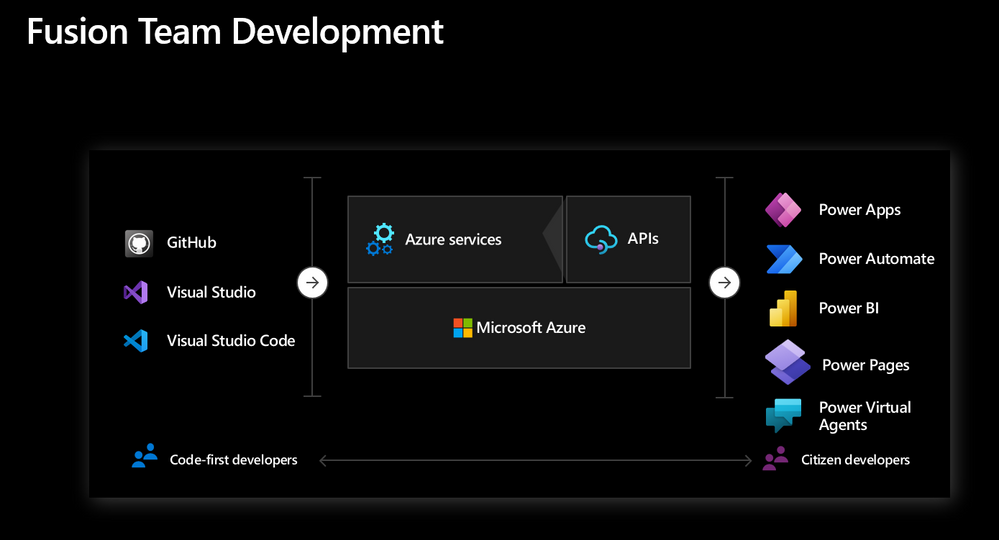 Fusion Team Development
GitHub
Visual Studio
Visual Studio Code
Azure services
APIs
Microsoft Azure
Power Apps
Power Automate
Power BI
Power Pages
Power Virtual
Agents
Code-first developers
Citizen developers